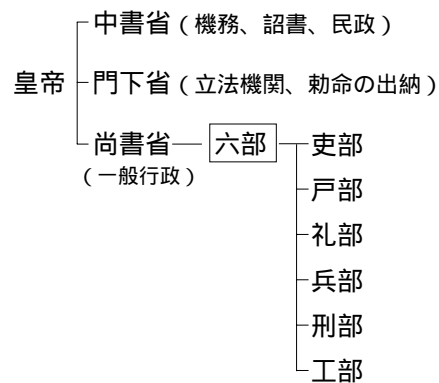 中書省（機務、詔書、民政）
皇帝 門下省（立法機関、勅命の出納）
尚書省 六部 吏部
（一般行政）
戸部
礼部
兵部
刑部
工部